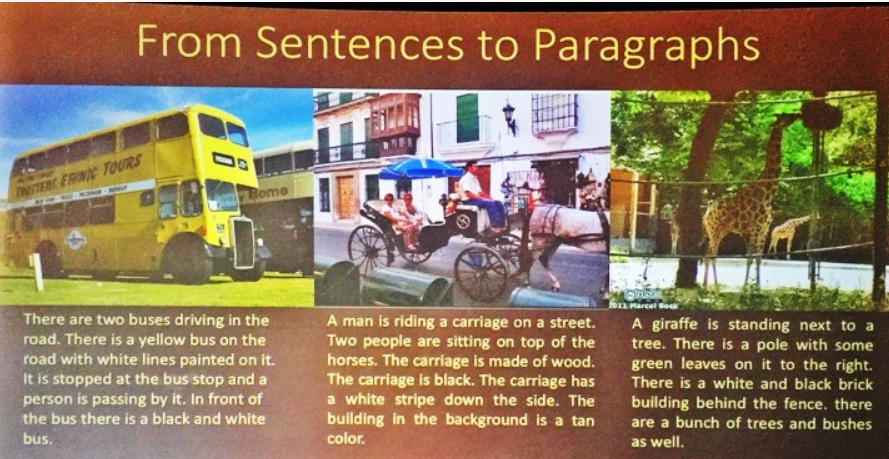 From Sentences to Paragraphs
ETHNIC TOURS
Home
2011 Marcel
There are two buses driving in the
road. There is a yellow bus on the
road with white lines painted on it.
It is stopped at the bus stop and a
person is passing by it. In front of
the bus there is a black and white
bus.
A man is riding a carriage on a street.
Two people are sitting on top of the
horses. The carriage is made of wood.
The carriage is black. The carriage has
a white stripe down the side. The
building in the background is a tan
color.
A giraffe is standing next to a
tree. There is a pole with some
green leaves on it to the right.
There is a white and black brick
building behind the fence. there
are a bunch of trees and bushes
as well.